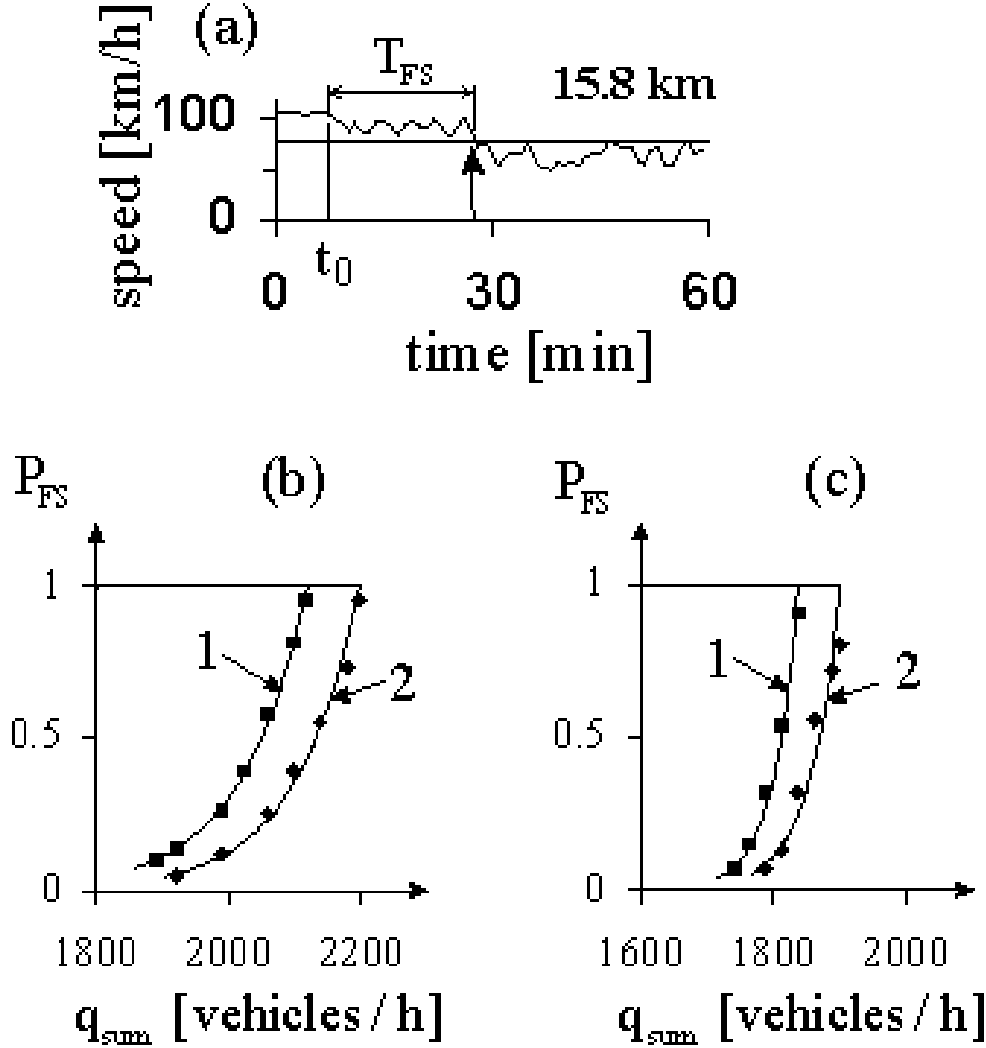 (a)
T_FS
15.8 km
speed [km/h]
100
0
t_0
0 30 60
time [min]
P_FS (b)
1
1
2
0.5
0
1800 2000 2200
q_sum [vehicles / h]
P_FS (c)
1
1
2
0.5
0
1600 1800 2000
q_sum [vehicles / h]